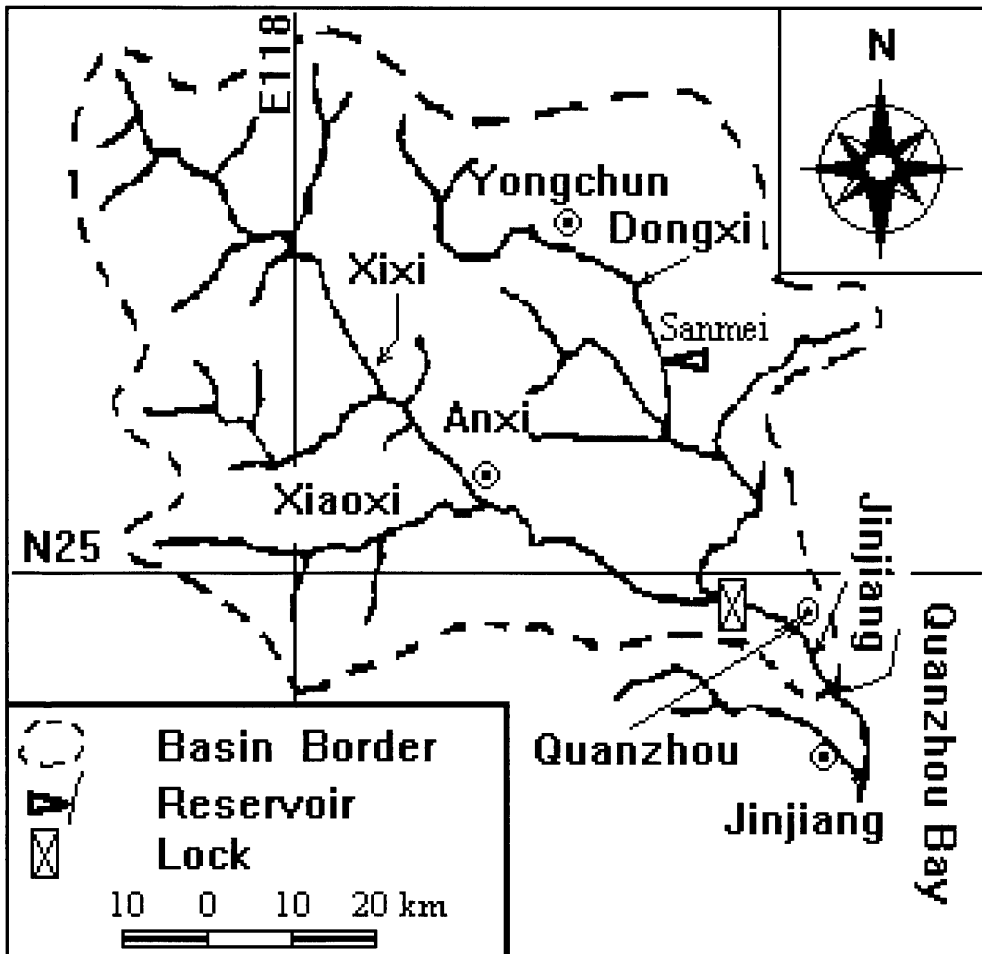 E118
N
Yongchun
Dongxi
Xixi
Sanmei
Anxi
Xiaoxi
N25
Jinjiang
Quanzhou Bay
Quanzhou
Jinjiang
Basin Border
Reservoir
Lock
10 0 10 20 km